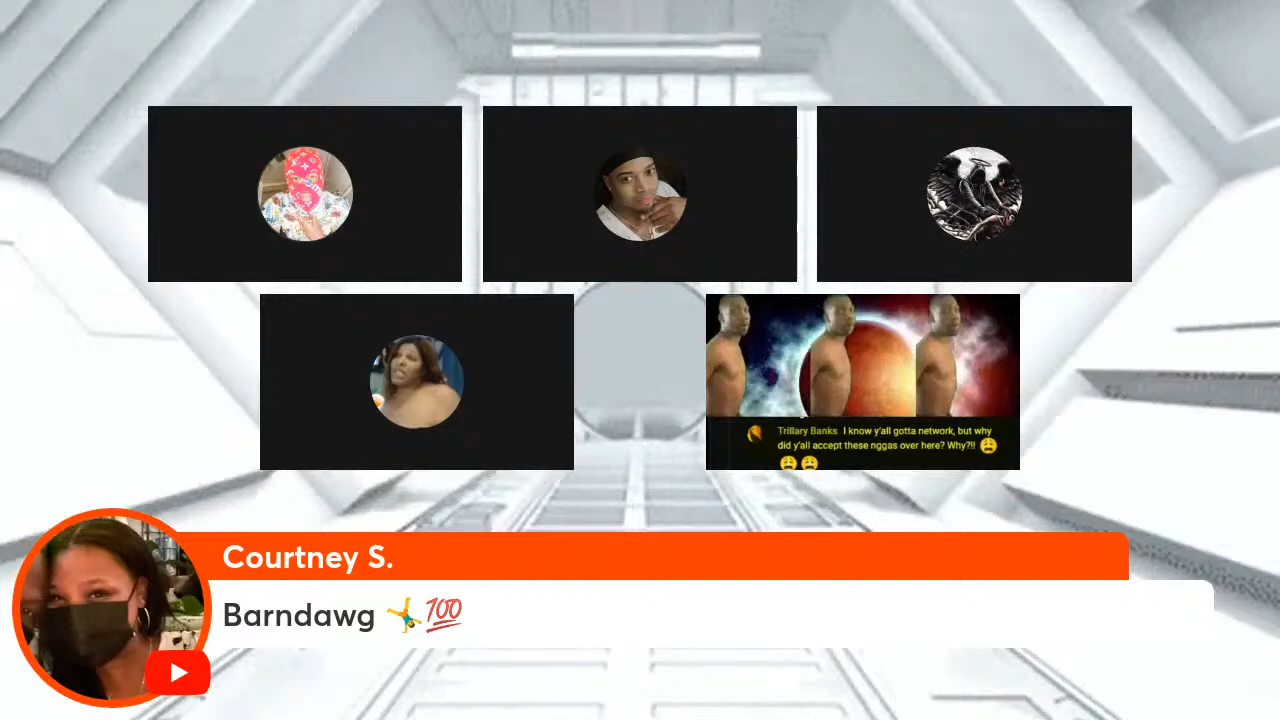 Trillary Banks I know y'all gotta network, but why
did y'all accept these nggas over here? Why?!! 😩
😩😩
Courtney S.
Barndawg 🤸💯